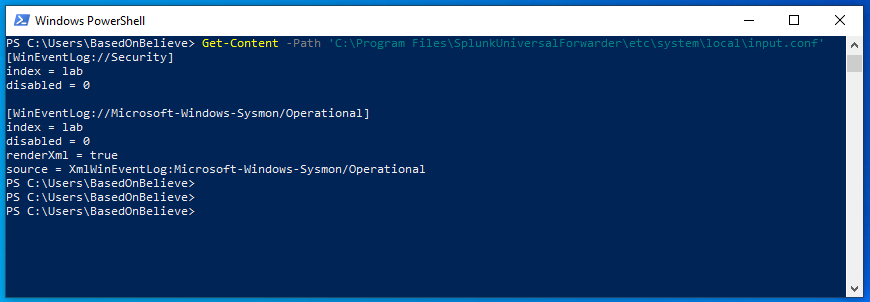 Windows PowerShell
PS C:\Users\BasedOnBelieve> Get-Content -Path 'C:\Program Files\SplunkUniversalForwarder\etc\system\local\input.conf'
[WinEventLog://Security]
index = lab
disabled = 0
[WinEventLog://Microsoft-Windows-Sysmon/Operational]
index = lab
disabled = 0
renderXml = true
source = XmlWinEventLog:Microsoft-Windows-Sysmon/Operational
PS C:\Users\BasedOnBelieve>
PS C:\Users\BasedOnBelieve>
PS C:\Users\BasedOnBelieve>